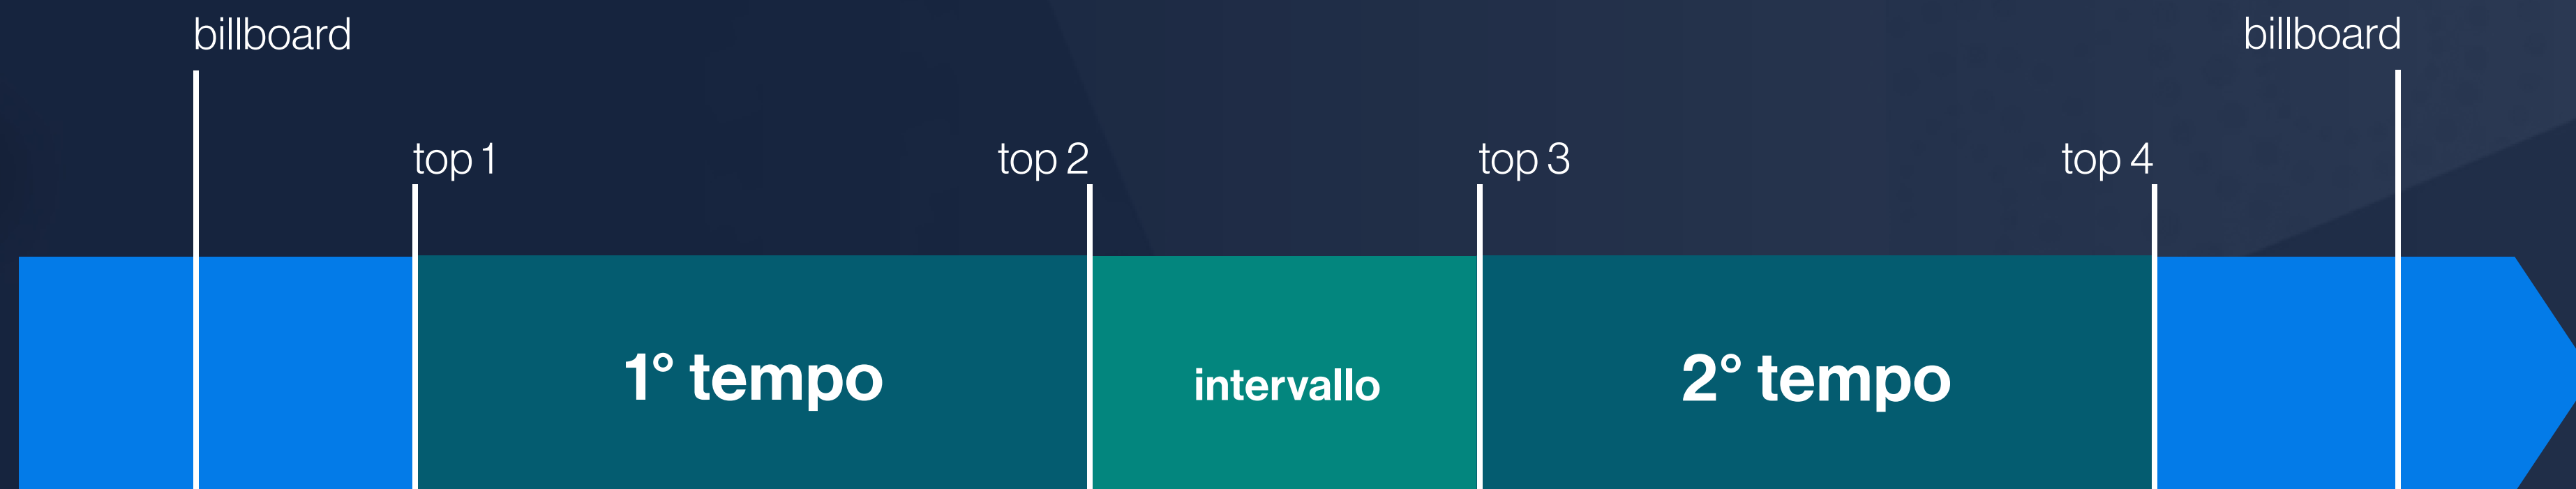 billboard
billboard
top 1
top 2
top 3
top 4
1° tempo
intervallo
2° tempo